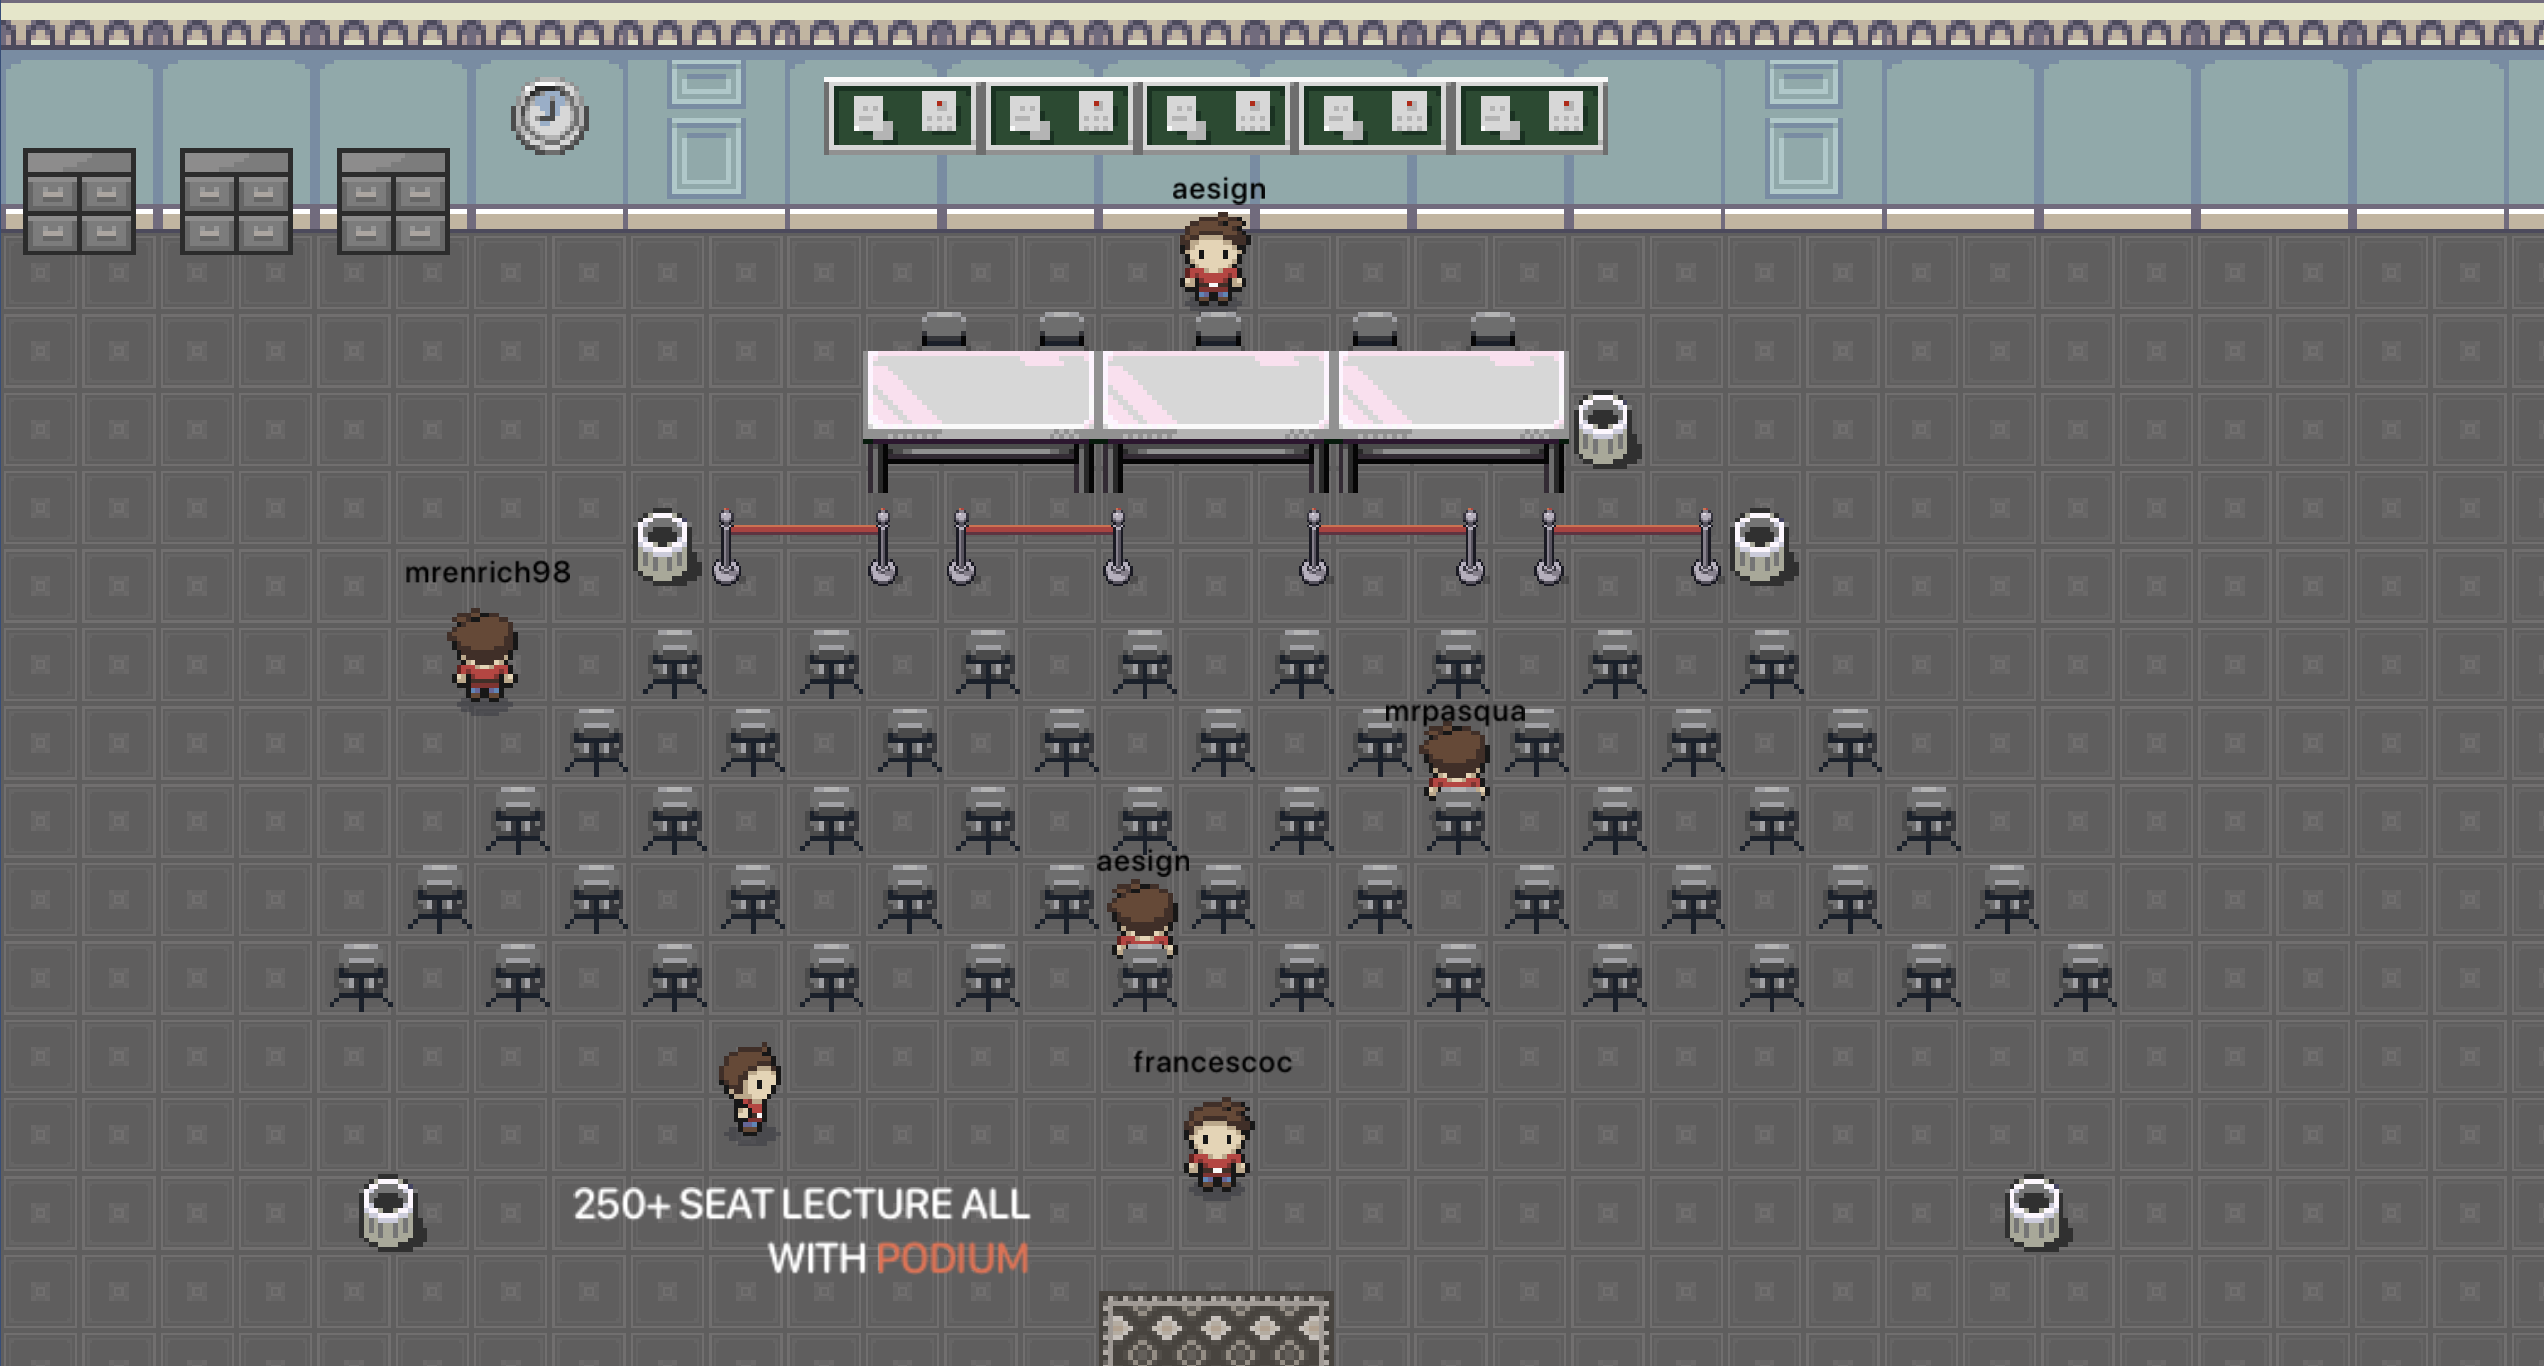 aesign
mrenrich98
mrpasqua
aesign
francescoc
250+ SEAT LECTURE ALL
WITH PODIUM